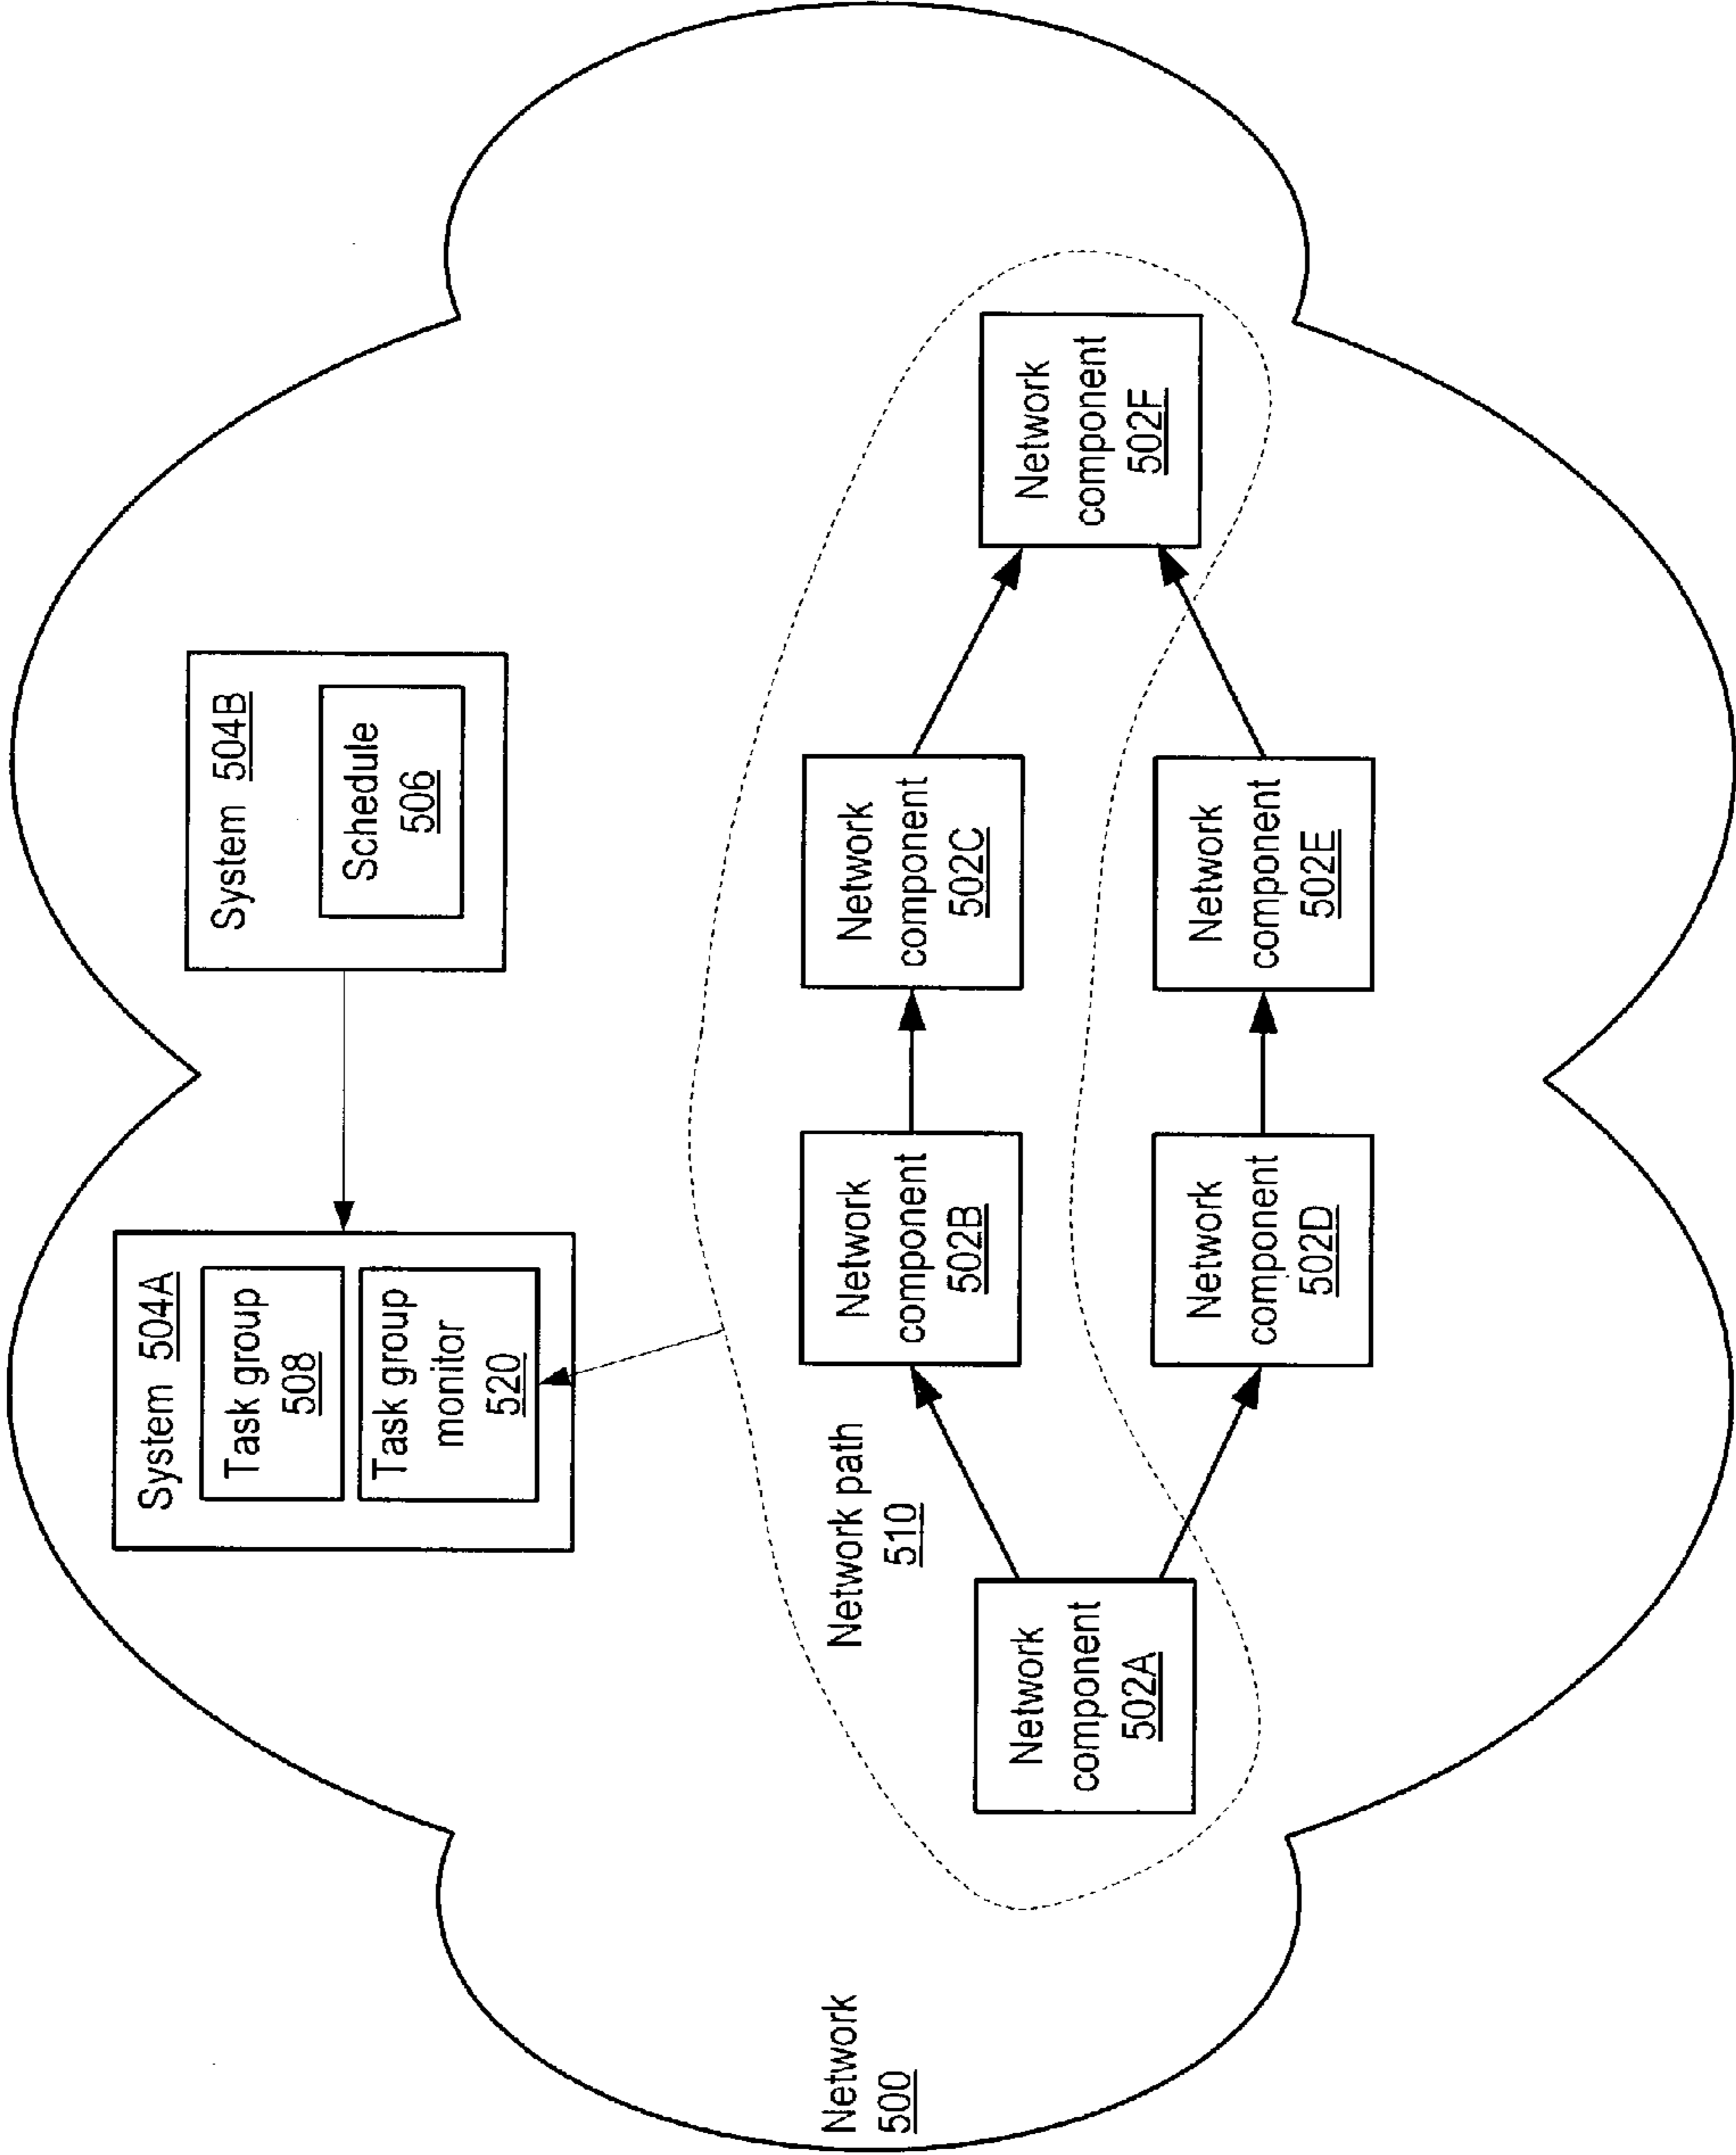 System 504A
Task group
508
Task group
monitor
520
System 504B
Schedule
506
Network path
510
Network
component
502A
Network
component
502B
Network
component
502C
Network
component
502D
Network
component
502E
Network
component
502F
Network
500